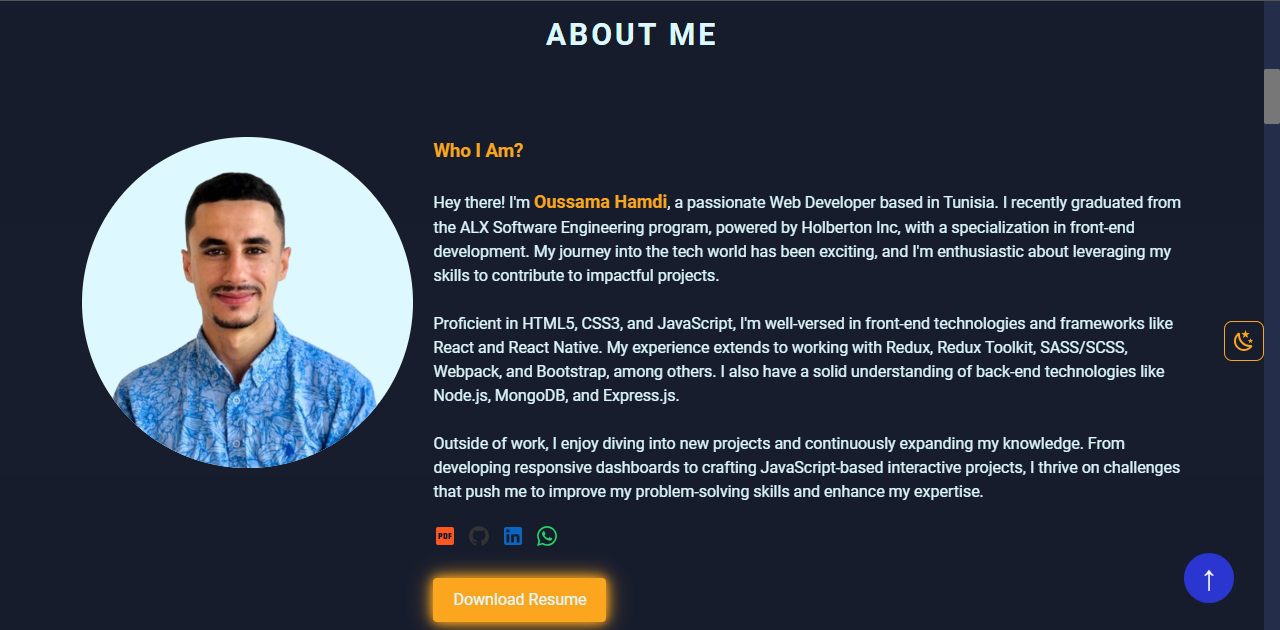 ABOUT ME
Who I Am?
Hey there! I'm Oussama Hamdi, a passionate Web Developer based in Tunisia. I recently graduated from
the ALX Software Engineering program, powered by Holberton Inc, with a specialization in front-end
development. My journey into the tech world has been exciting, and I'm enthusiastic about leveraging my
skills to contribute to impactful projects.
Proficient in HTML5, CSS3, and JavaScript, I'm well-versed in front-end technologies and frameworks like
React and React Native. My experience extends to working with Redux, Redux Toolkit, SASS/SCSS,
Webpack, and Bootstrap, among others. I also have a solid understanding of back-end technologies like
Node.js, MongoDB, and Express.js.
Outside of work, I enjoy diving into new projects and continuously expanding my knowledge. From
developing responsive dashboards to crafting JavaScript-based interactive projects, I thrive on challenges
that push me to improve my problem-solving skills and enhance my expertise.
PDF in
Download Resume